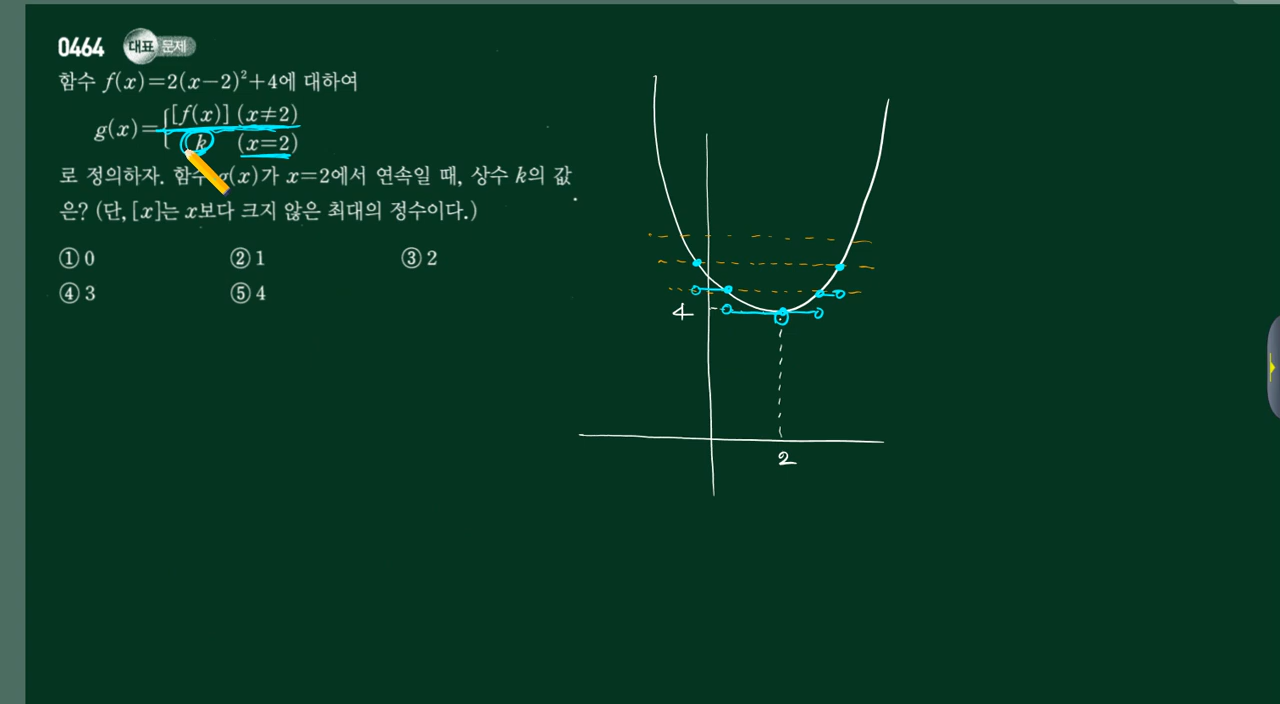 0464 대표 문제
함수 f(x)=2(x-2)²+4에 대하여
g(x)={[f(x)] (x≠2)
k (x=2)
로 정의하자. 함수 g(x)가 x=2에서 연속일 때, 상수 k의 값
은? (단, [x]는 x보다 크지 않은 최대의 정수이다.)
① 0 ② 1 ③ 2
④ 3 ⑤ 4
4
2